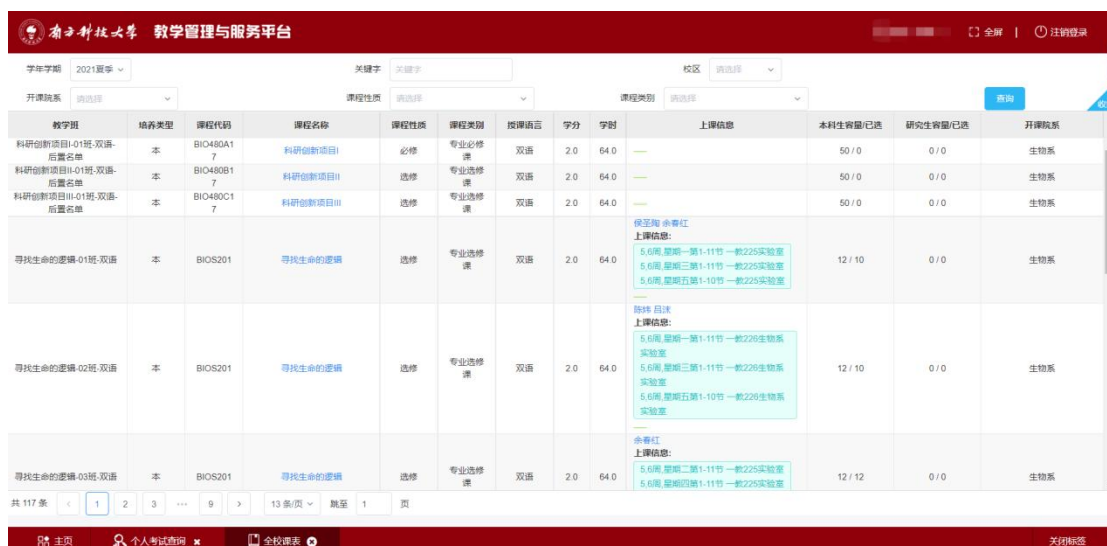 南方科技大学 教学管理与服务平台 全屏 | 注销登录
学年学期 2021夏季 关键字 关键字 校区 请选择
开课院系 请选择 课程性质 请选择 课程类别 请选择 查询 收
教学班 培养类型 课程代码 课程名称 课程性质 课程类别 授课语言 学分 学时 上课信息 本科生容量/已选 研究生容量/已选 开课院系
科研创新项目I-01班-双语-
后置名单
本
BIO480A1
7
科研创新项目I
必修
专业必修
课
双语 2.0 64.0 50 / 0 0 / 0 生物系
科研创新项目II-01班-双语-
后置名单
本
BIO480B1
7
科研创新项目II
选修
专业选修
课
双语 2.0 64.0 50 / 0 0 / 0 生物系
科研创新项目III-01班-双语-
后置名单
本
BIO480C1
7
科研创新项目III
选修
专业选修
课
双语 2.0 64.0 50 / 0 0 / 0 生物系
寻找生命的逻辑-01班-双语 本 BIOS201 寻找生命的逻辑 选修
专业选修
课
双语 2.0 64.0
侯圣陶 余春红
上课信息:
5,6周,星期一第1-11节 一教225实验室
5,6周,星期三第1-11节 一教225实验室
5,6周,星期五第1-10节 一教225实验室
12 / 10 0 / 0 生物系
寻找生命的逻辑-02班-双语 本 BIOS201 寻找生命的逻辑 选修
专业选修
课
双语 2.0 64.0
陈炜 吕沭
上课信息:
5,6周,星期一第1-11节 一教226生物系
实验室
5,6周,星期三第1-11节 一教226生物系
实验室
5,6周,星期五第1-10节 一教226生物系
实验室
12 / 10 0 / 0 生物系
寻找生命的逻辑-03班-双语 本 BIOS201 寻找生命的逻辑 选修
专业选修
课
双语 2.0 64.0
余春红
上课信息:
5,6周,星期二第1-11节 一教225实验室
5,6周,星期四第1-11节 一教225实验室
12 / 12 0 / 0 生物系
共 117 条 < 1 2 3 ··· 9 > 13 条/页 跳至 1 页
主页 个人考试查询 全校课表 关闭标签